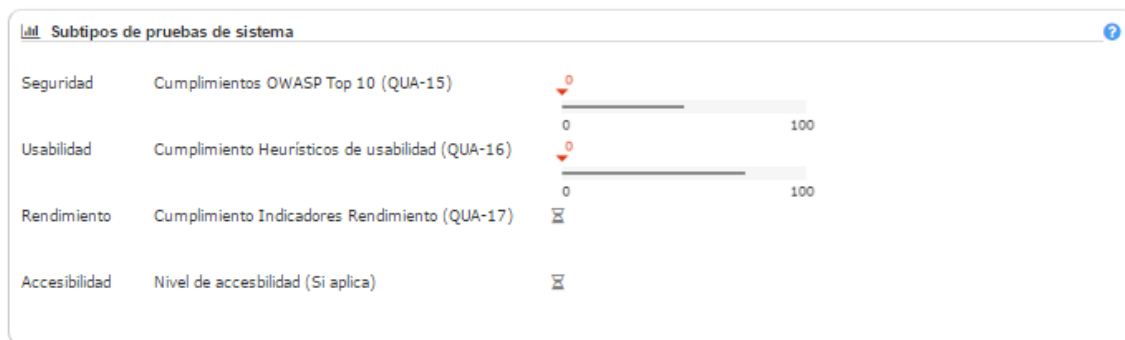 Subtipos de pruebas de sistema
Seguridad Cumplimientos OWASP Top 10 (QUA-15) 0
0 100
Usabilidad Cumplimiento Heurísticos de usabilidad (QUA-16) 0
0 100
Rendimiento Cumplimiento Indicadores Rendimiento (QUA-17)
Accesibilidad Nivel de accesbilidad (Si aplica)